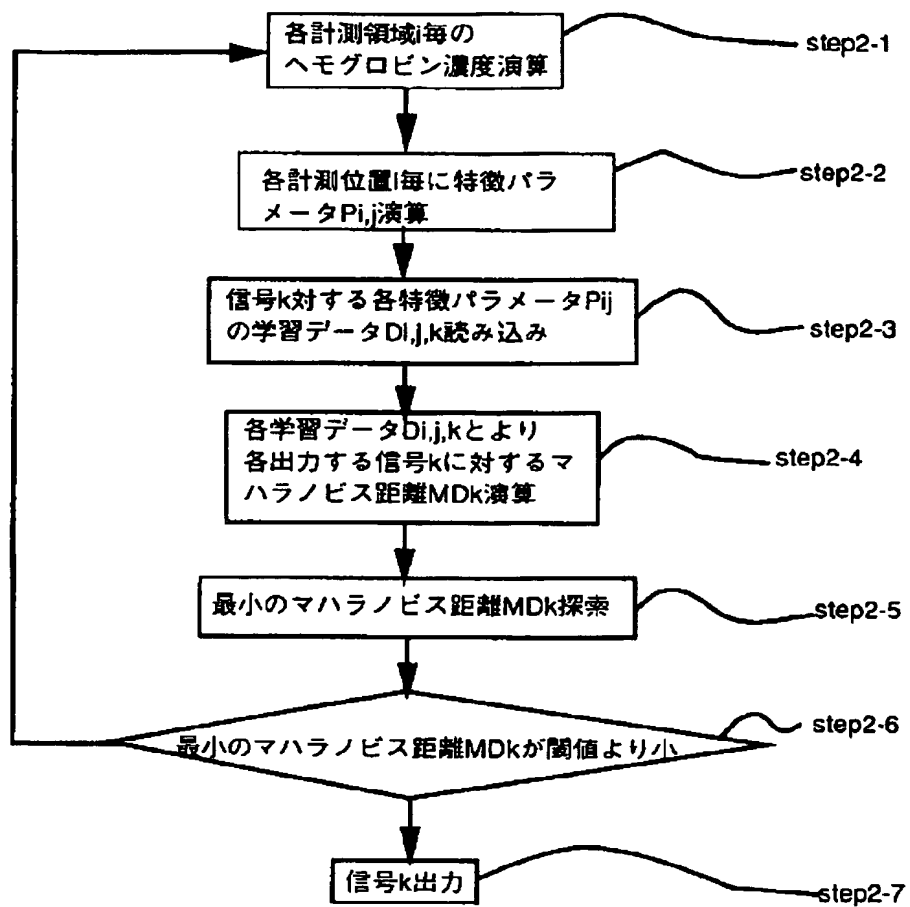 各計測領域i毎の
ヘモグロビン濃度演算
step2-1
各計測位置i毎に特徴パラ
メータPi,j演算
step2-2
信号k対する各特徴パラメータPij
の学習データDi,j,k読み込み
step2-3
各学習データDi,j,kとより
各出力する信号kに対するマ
ハラノビス距離MDk演算
step2-4
最小のマハラノビス距離MDk探索
step2-5
最小のマハラノビス距離MDkが閾値より小
step2-6
信号k出力
step2-7